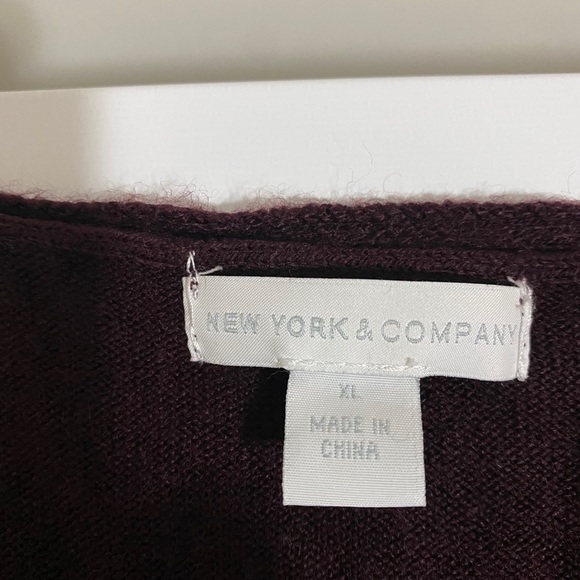 NEW YORK & COMPANY
XL
MADE IN
CHINA